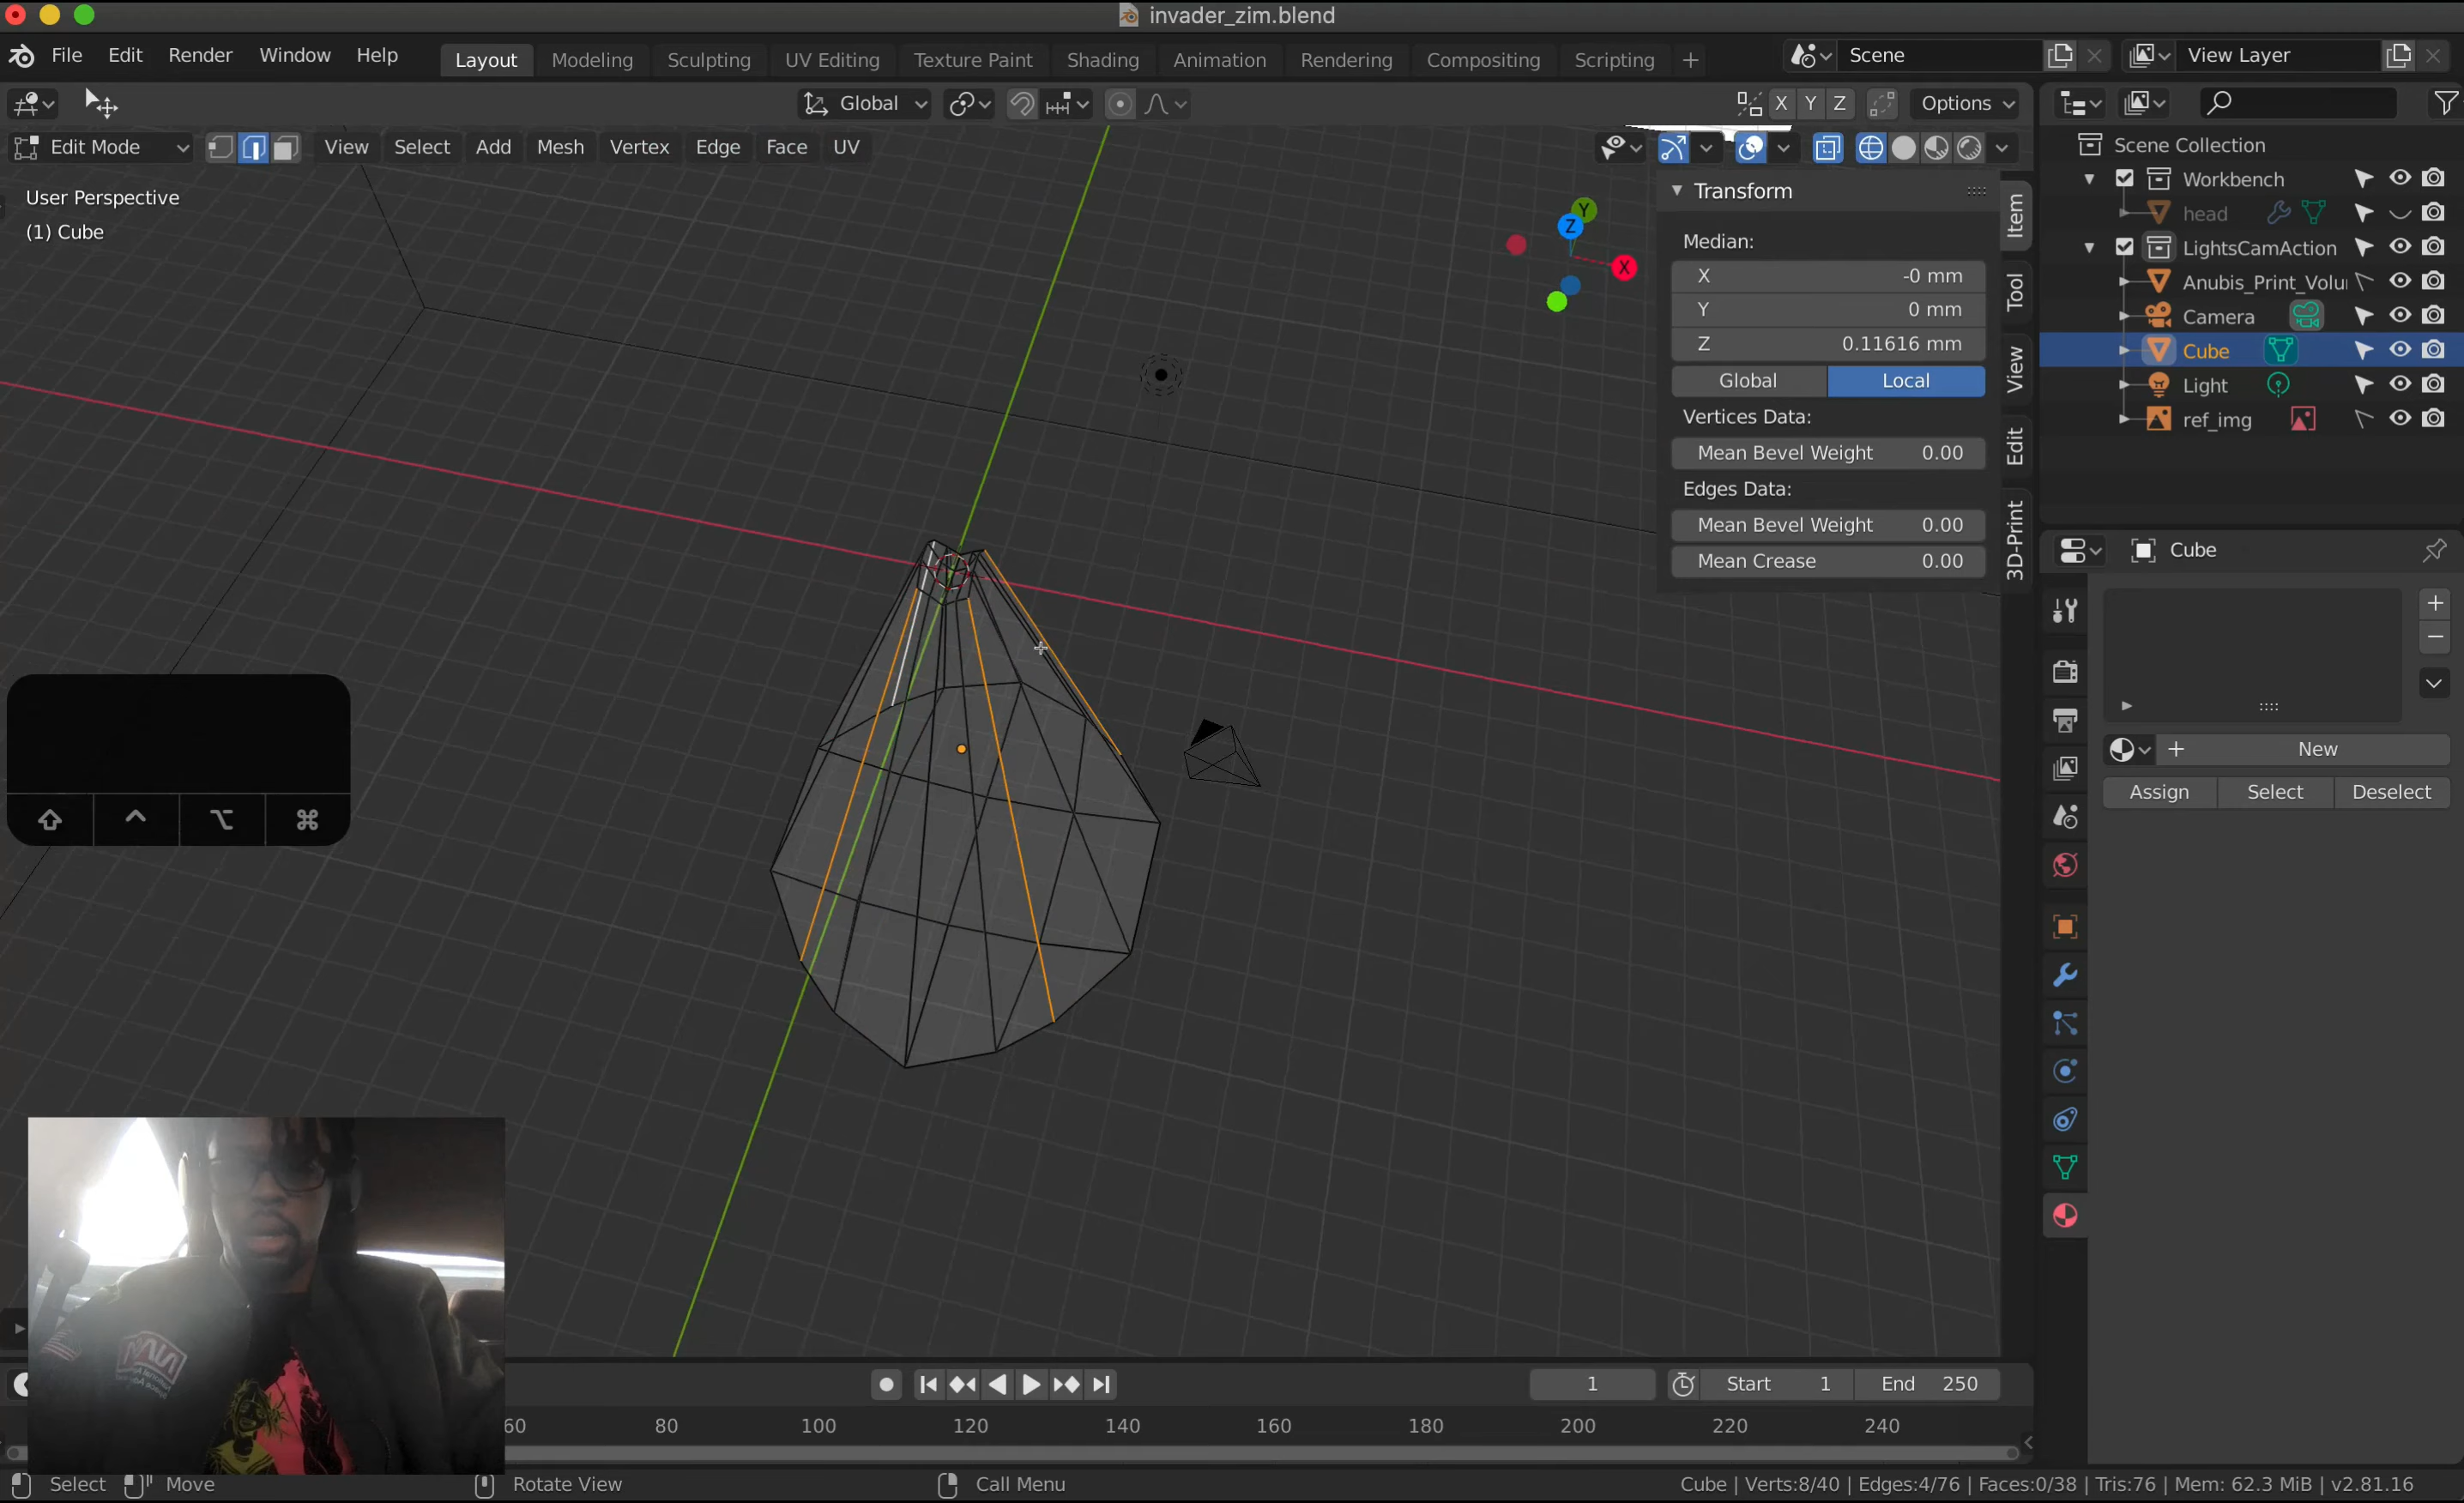 invader_zim.blend
File Edit Render Window Help
Layout Modeling Sculpting UV Editing Texture Paint Shading Animation Rendering Compositing Scripting +
Scene
View Layer
Global
X Y Z
Options
Edit Mode
View Select Add Mesh Vertex Edge Face UV
User Perspective
(1) Cube
Y
Z
X
Transform
Median:
X -0 mm
Y 0 mm
Z 0.11616 mm
Global Local
Vertices Data:
Mean Bevel Weight 0.00
Edges Data:
Mean Bevel Weight 0.00
Mean Crease 0.00
Item
Tool
View
Edit
3D-Print
Scene Collection
Workbench
head
LightsCamAction
Anubis_Print_Volu
Camera
Cube
Light
ref_img
Cube
New
Assign Select Deselect
1
Start 1
End 250
60 80 100 120 140 160 180 200 220 240
Select Move Rotate View Call Menu
Cube | Verts:8/40 | Edges:4/76 | Faces:0/38 | Tris:76 | Mem: 62.3 MiB | v2.81.16